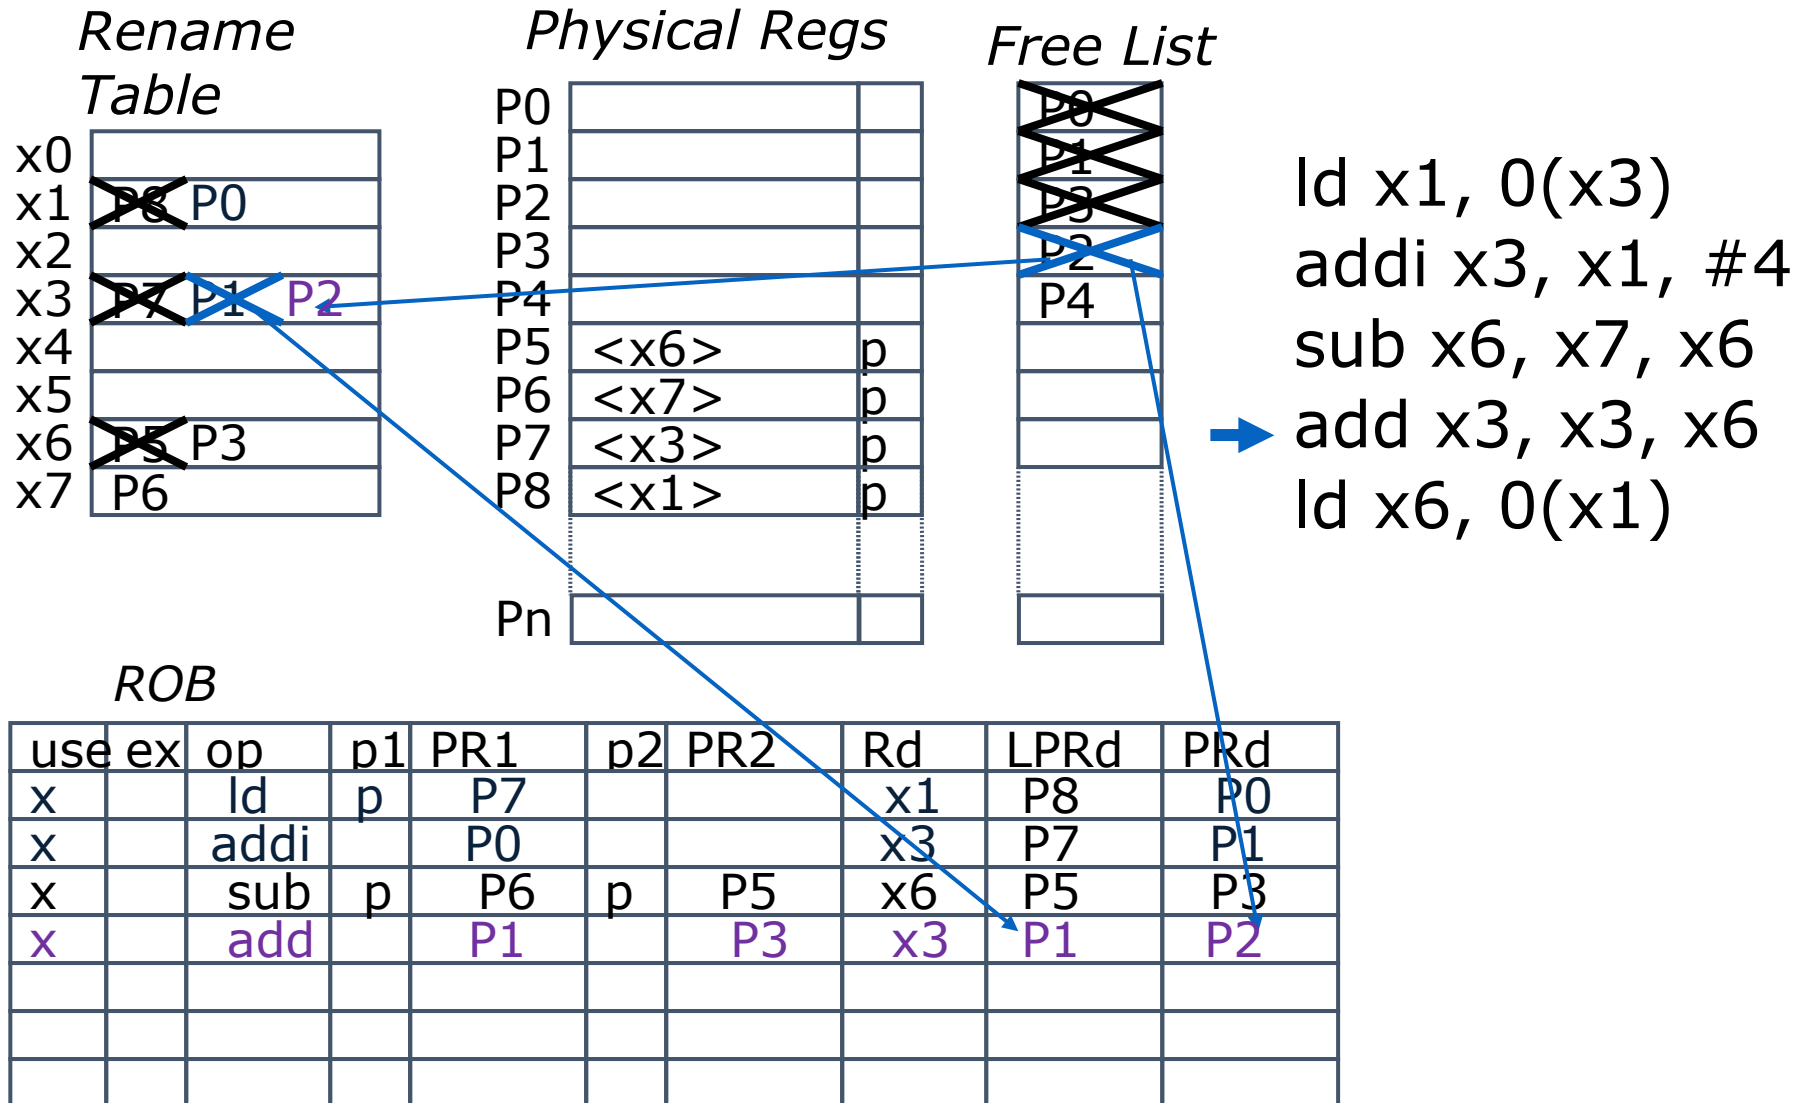 Rename Table
x0
x1 P8 P0
x2
x3 P7 P1 P2
x4
x5
x6 P5 P3
x7 P6
Physical Regs
P0
P1
P2
P3
P4
P5 <x6> p
P6 <x7> p
P7 <x3> p
P8 <x1> p
Pn
Free List
P0
P1
P3
P2
P4
ld x1, 0(x3)
addi x3, x1, #4
sub x6, x7, x6
add x3, x3, x6
ld x6, 0(x1)
ROB
use ex op p1 PR1 p2 PR2 Rd LPRd PRd
x ld p P7 x1 P8 P0
x addi P0 x3 P7 P1
x sub p P6 p P5 x6 P5 P3
x add P1 P3 x3 P1 P2